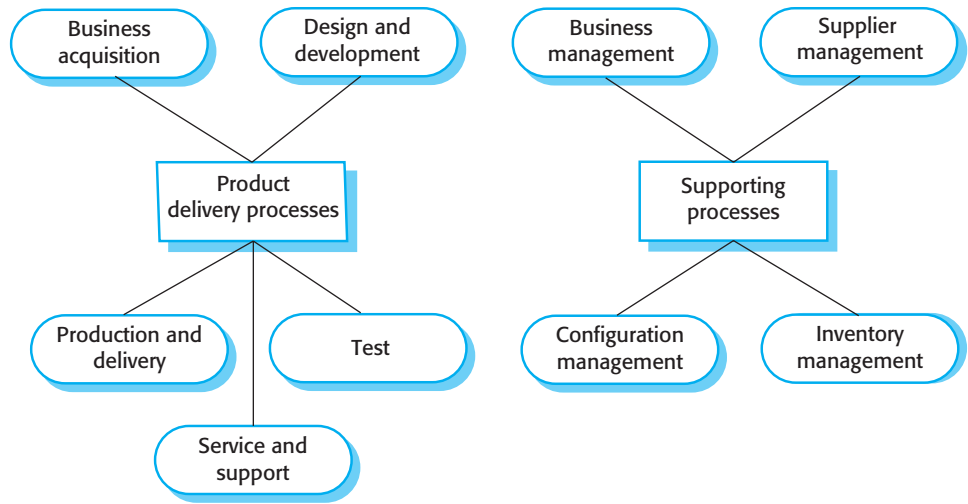 Business
acquisition
Design and
development
Business
management
Supplier
management
Product
delivery processes
Supporting
processes
Production and
delivery
Test
Configuration
management
Inventory
management
Service and
support